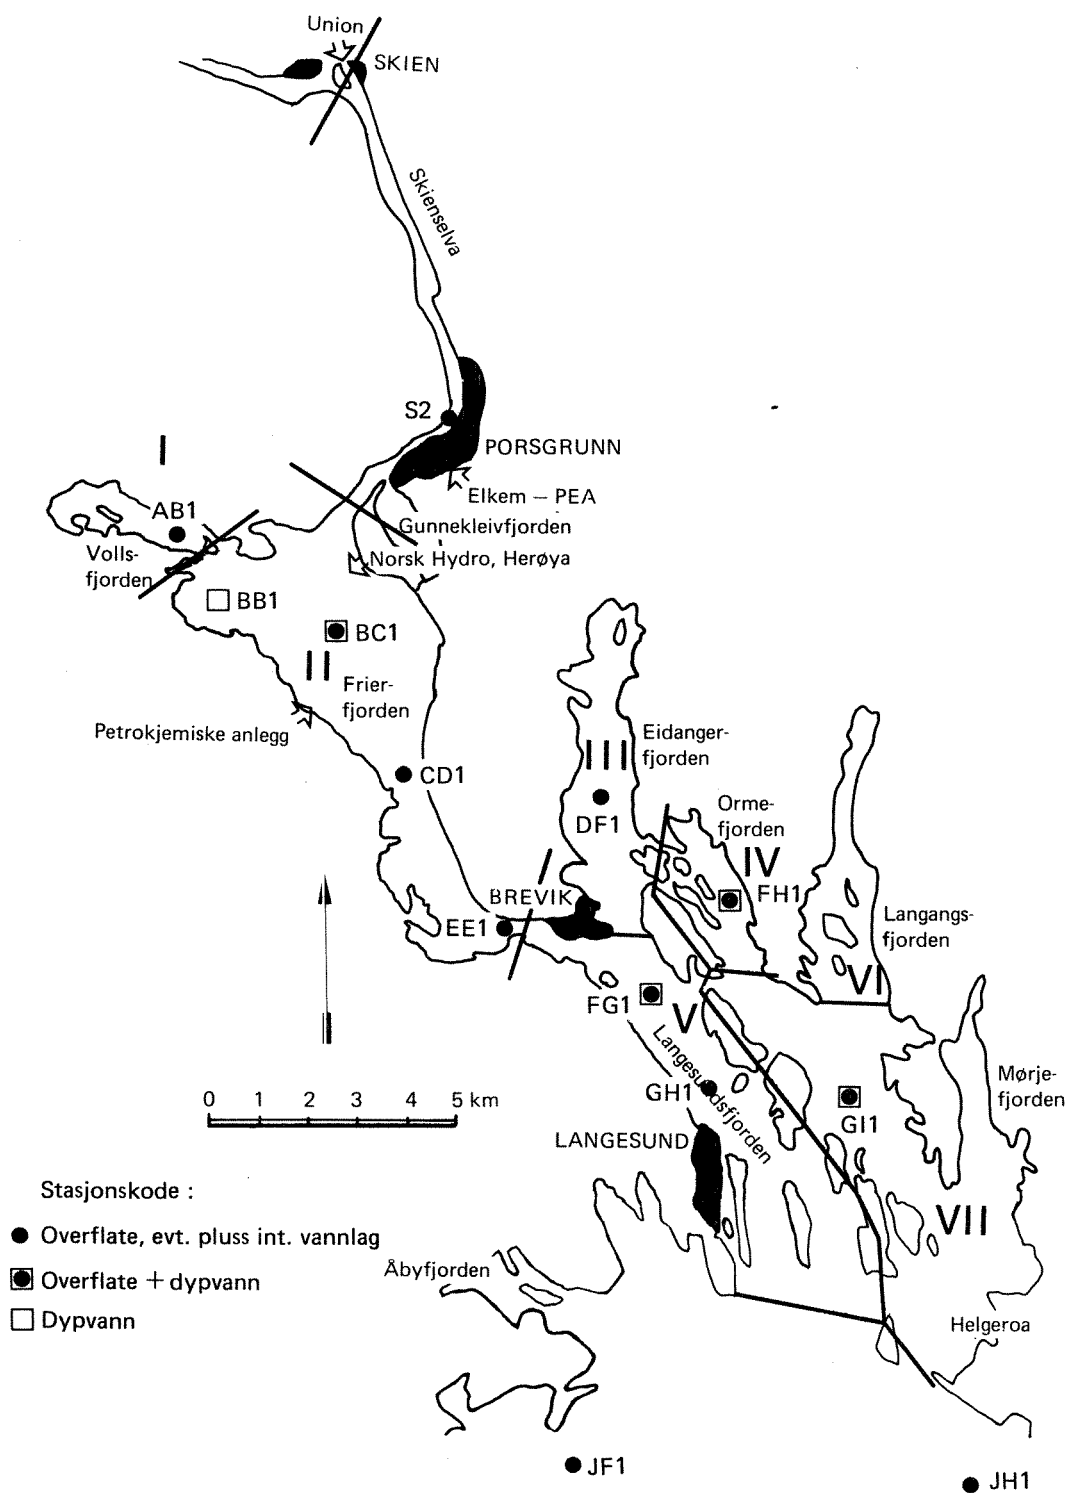 Union
SKIEN
Skienselva
S2
PORSGRUNN
I
Elkem – PEA
AB1
Gunnekleivfjorden
Volls-
fjorden
Norsk Hydro, Herøya
BB1
BC1
II
Frier-
fjorden
Petrokjemiske anlegg
Eidanger-
fjorden
III
CD1
DF1
Orme-
fjorden
IV
FH1
BREVIK
EE1
Langangs-
fjorden
VI
FG1
V
Langesundsfjorden
Mørje-
fjorden
GH1
GI1
0 1 2 3 4 5 km
LANGESUND
Stasjonskode :
VII
Overflate, evt. pluss int. vannlag
Åbyfjorden
Overflate + dypvann
Dypvann
Helgeroa
JF1
JH1